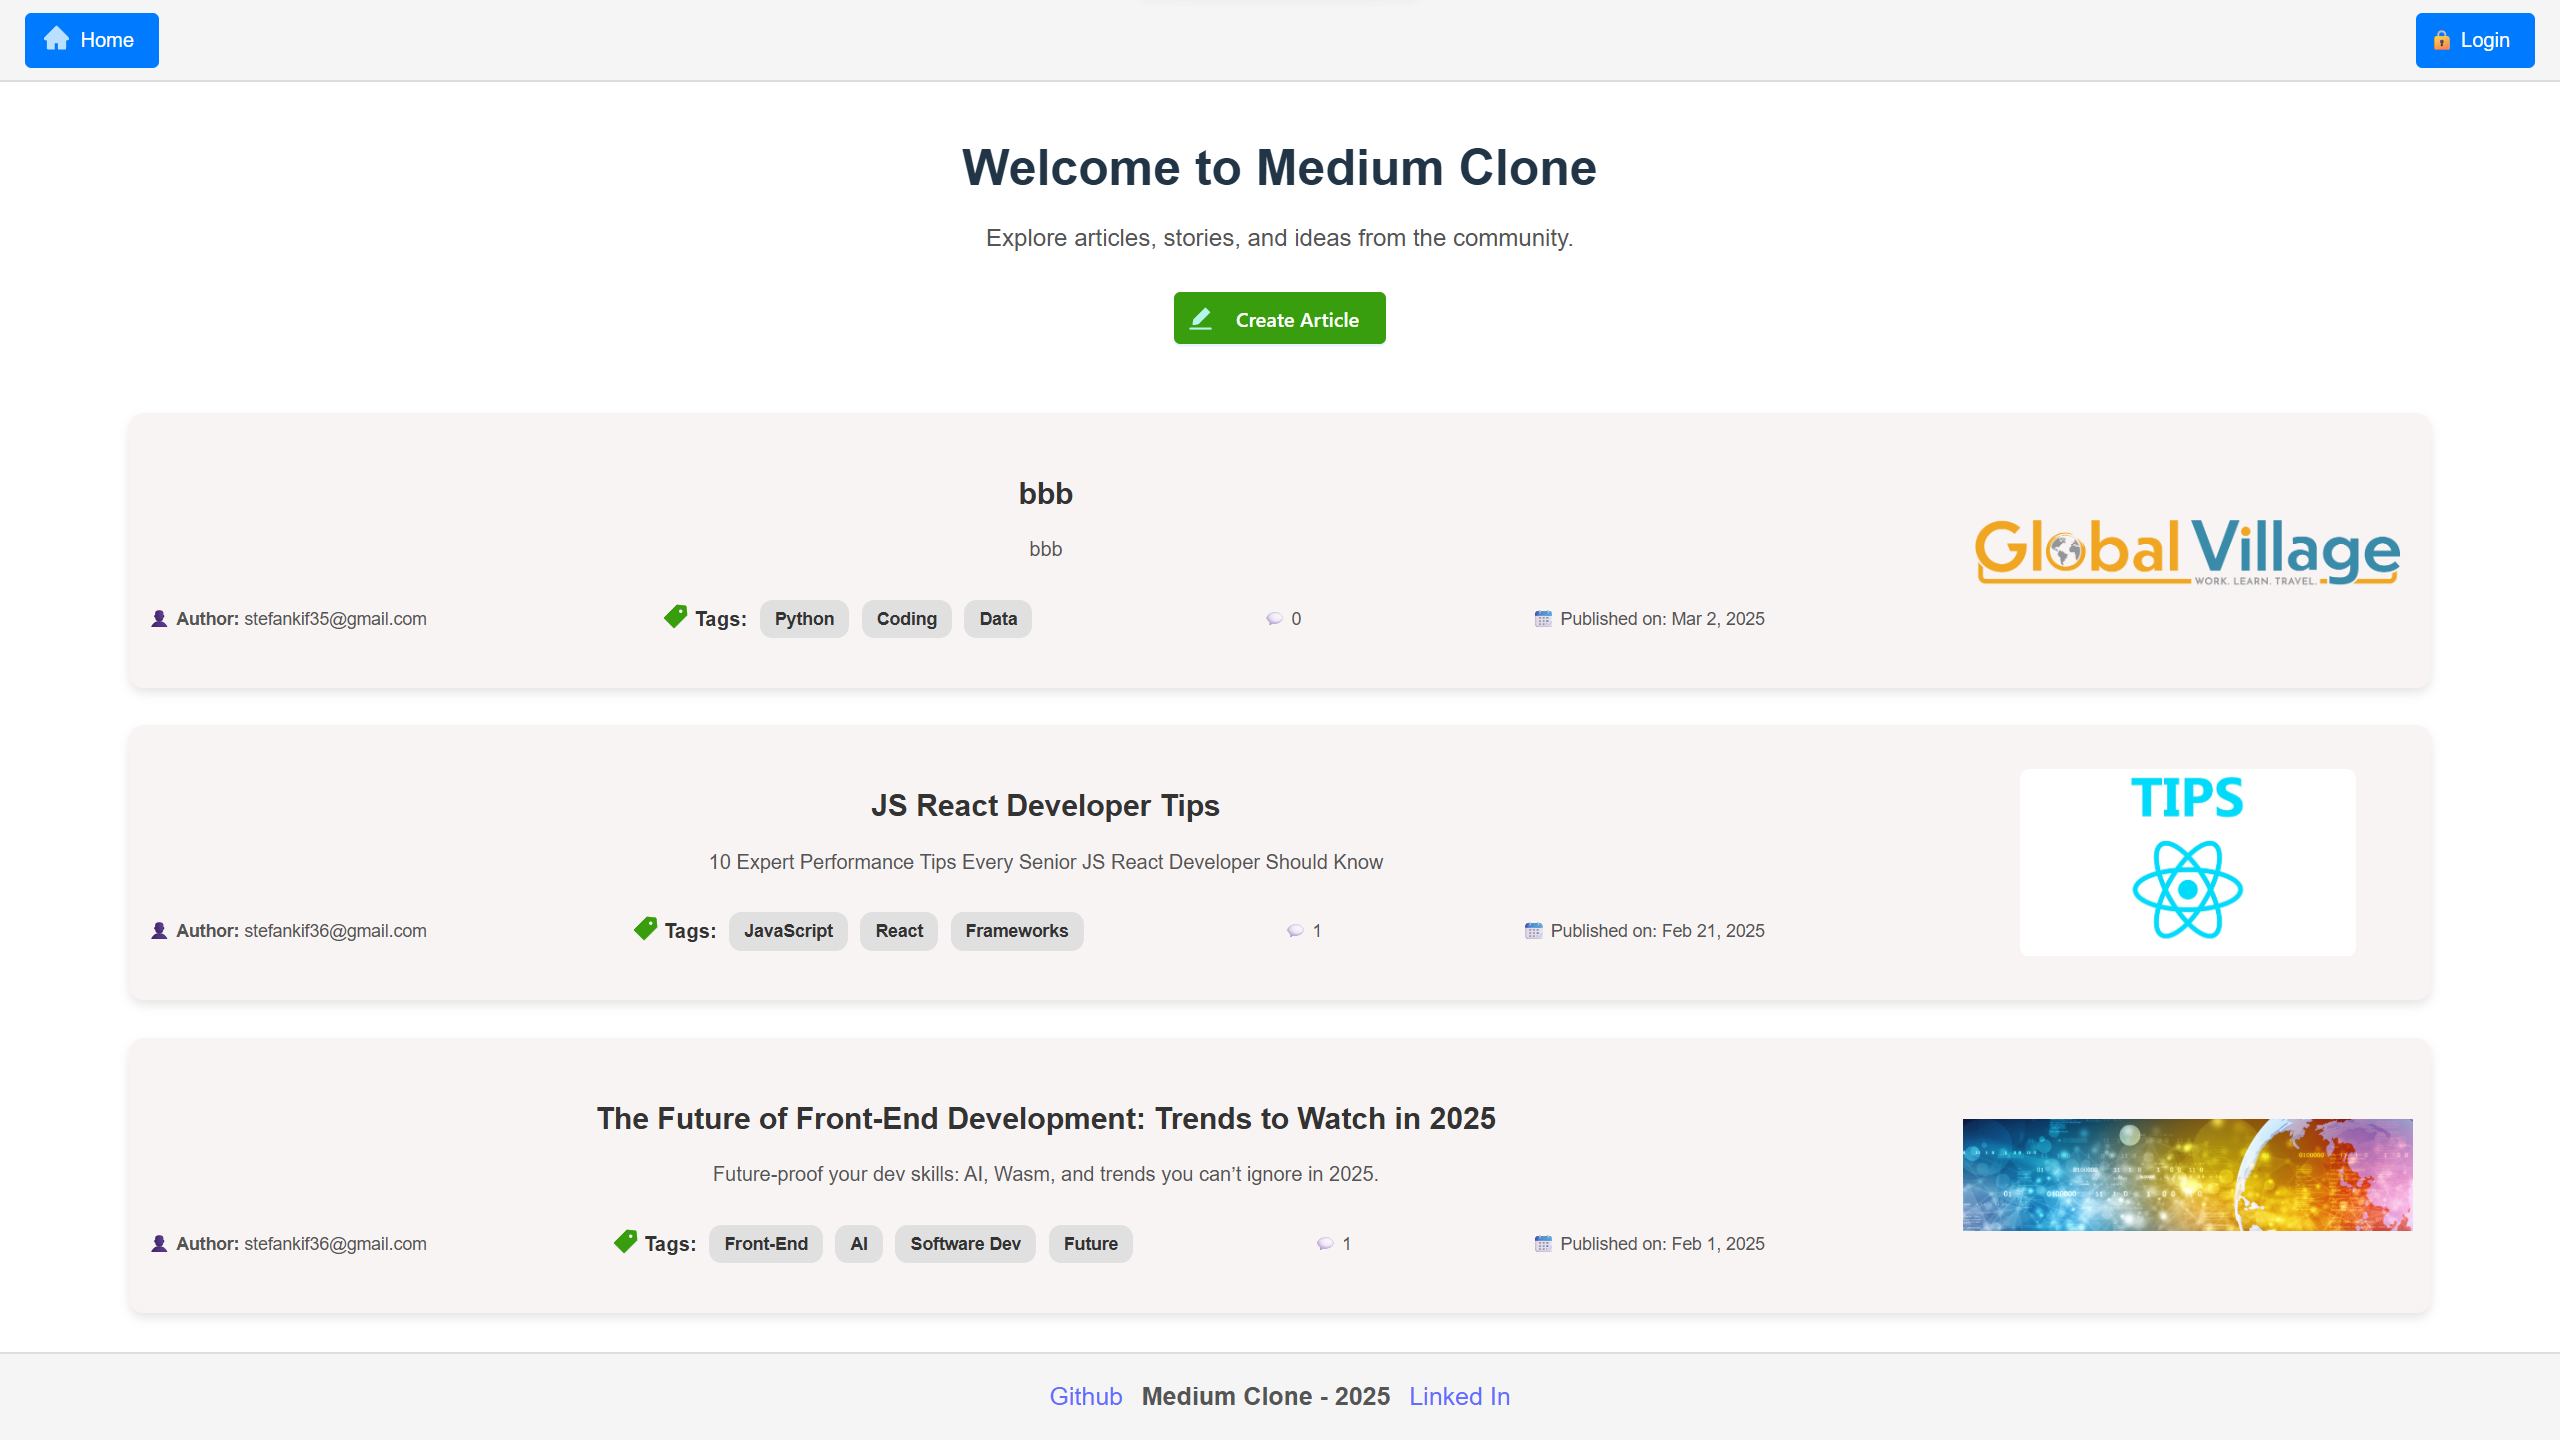 Home
Login
Welcome to Medium Clone
Explore articles, stories, and ideas from the community.
Create Article
bbb
bbb
Author: stefankif35@gmail.com Tags: Python Coding Data 0 Published on: Mar 2, 2025
Global Village
WORK. LEARN. TRAVEL.
JS React Developer Tips
10 Expert Performance Tips Every Senior JS React Developer Should Know
Author: stefankif36@gmail.com Tags: JavaScript React Frameworks 1 Published on: Feb 21, 2025
TIPS
The Future of Front-End Development: Trends to Watch in 2025
Future-proof your dev skills: AI, Wasm, and trends you can’t ignore in 2025.
Author: stefankif36@gmail.com Tags: Front-End AI Software Dev Future 1 Published on: Feb 1, 2025
Github Medium Clone - 2025 Linked In